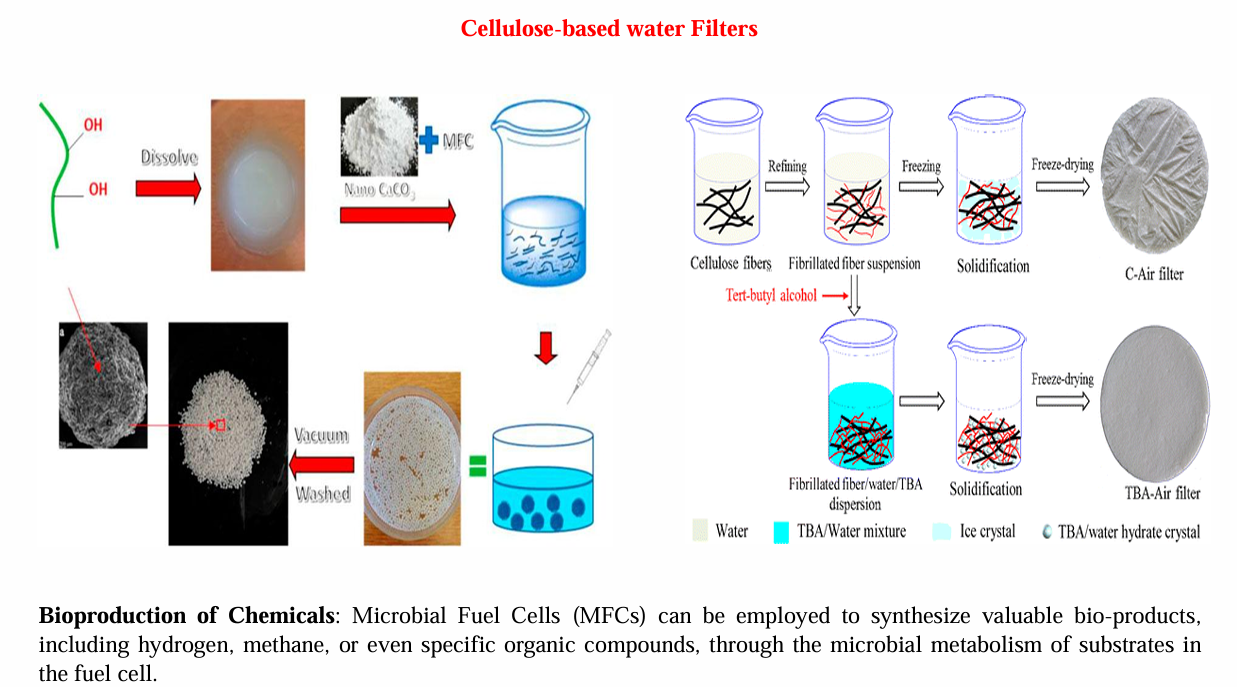 Cellulose-based water Filters
OH
OH
Dissolve
MFC
Nano CaCO3
a
Vacuum
Washed
Refining
Freezing
Freeze-drying
Cellulose fibers
Fibrillated fiber suspension
Solidification
C-Air filter
Tert-butyl alcohol
Freeze-drying
Fibrillated fiber/water/TBA
dispersion
Solidification
TBA-Air filter
Water
TBA/Water mixture
Ice crystal
TBA/water hydrate crystal
Bioproduction of Chemicals: Microbial Fuel Cells (MFCs) can be employed to synthesize valuable bio-products,
including hydrogen, methane, or even specific organic compounds, through the microbial metabolism of substrates in
the fuel cell.